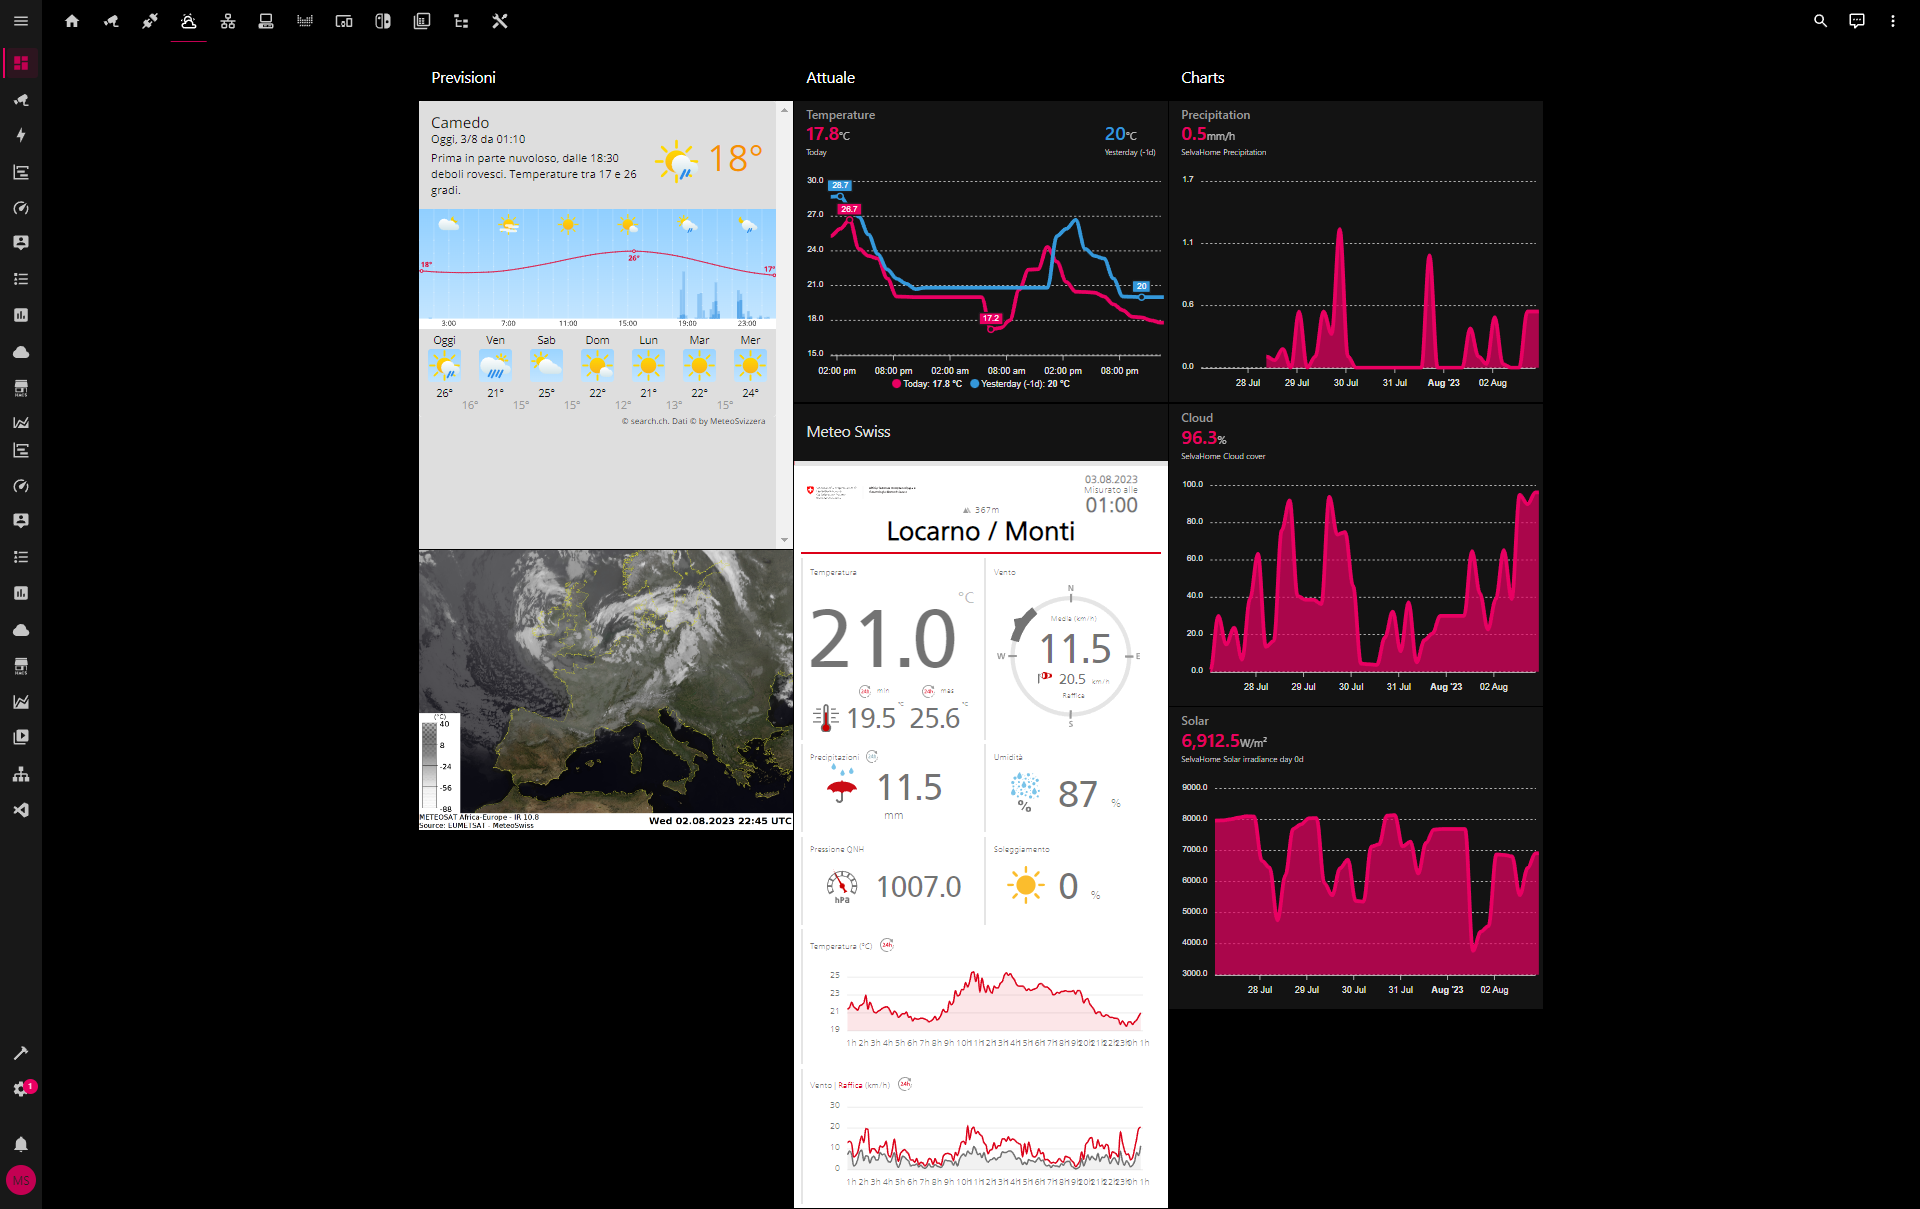 Previsioni
Camedo
Oggi, 3/8 da 01:10
Prima in parte nuvoloso, dalle 18:30
deboli rovesci. Temperature tra 17 e 26
gradi.
18°
18° 26° 17°
3:00 7:00 11:00 15:00 19:00 23:00
Oggi Ven Sab Dom Lun Mar Mer
26° 21° 25° 22° 21° 22° 24°
16° 15° 15° 12° 13° 15°
© search.ch. Dati © by MeteoSvizzera
(°C)
40
8
-24
-56
-88
METEOSAT Africa-Europe - IR 10.8
Source: EUMETSAT - MeteoSwiss
Wed 02.08.2023 22:45 UTC
Attuale
Temperature
17.8°C
Today
20°C
Yesterday (-1d)
30.0
28.7
26.7
27.0
24.0
21.0
20
18.0
17.2
15.0
02:00 pm 08:00 pm 02:00 am 08:00 am 02:00 pm 08:00 pm
Today: 17.8 °C Yesterday (-1d): 20 °C
Meteo Swiss
03.08.2023
Misurato alle
01:00
367m
Locarno / Monti
Temperatura
°C
21.0
24h min 24h max
19.5 °C 25.6 °C
Vento
N
Media (km/h)
11.5
W E
20.5 km/h
Raffica
S
Precipitazioni 24h
11.5
mm
Umidità
87 %
%
Pressione QNH
1007.0
hPa
Soleggiamento
0 %
Temperatura (°C) 24h
25
23
21
19
1h 2h 3h 4h 5h 6h 7h 8h 9h 10h 11h 12h 13h 14h 15h 16h 17h 18h 19h 20h 21h 22h 23h 0h 1h
Vento | Raffica (km/h) 24h
30
20
10
0
1h 2h 3h 4h 5h 6h 7h 8h 9h 10h 11h 12h 13h 14h 15h 16h 17h 18h 19h 20h 21h 22h 23h 0h 1h
Charts
Precipitation
0.5mm/h
SelvaHome Precipitation
1.7
1.1
0.6
0.0
28 Jul 29 Jul 30 Jul 31 Jul Aug '23 02 Aug
Cloud
96.3%
SelvaHome Cloud cover
100.0
80.0
60.0
40.0
20.0
0.0
28 Jul 29 Jul 30 Jul 31 Jul Aug '23 02 Aug
Solar
6,912.5W/m²
SelvaHome Solar irradiance day 0d
9000.0
8000.0
7000.0
6000.0
5000.0
4000.0
3000.0
28 Jul 29 Jul 30 Jul 31 Jul Aug '23 02 Aug
HACS
HACS
1
MS